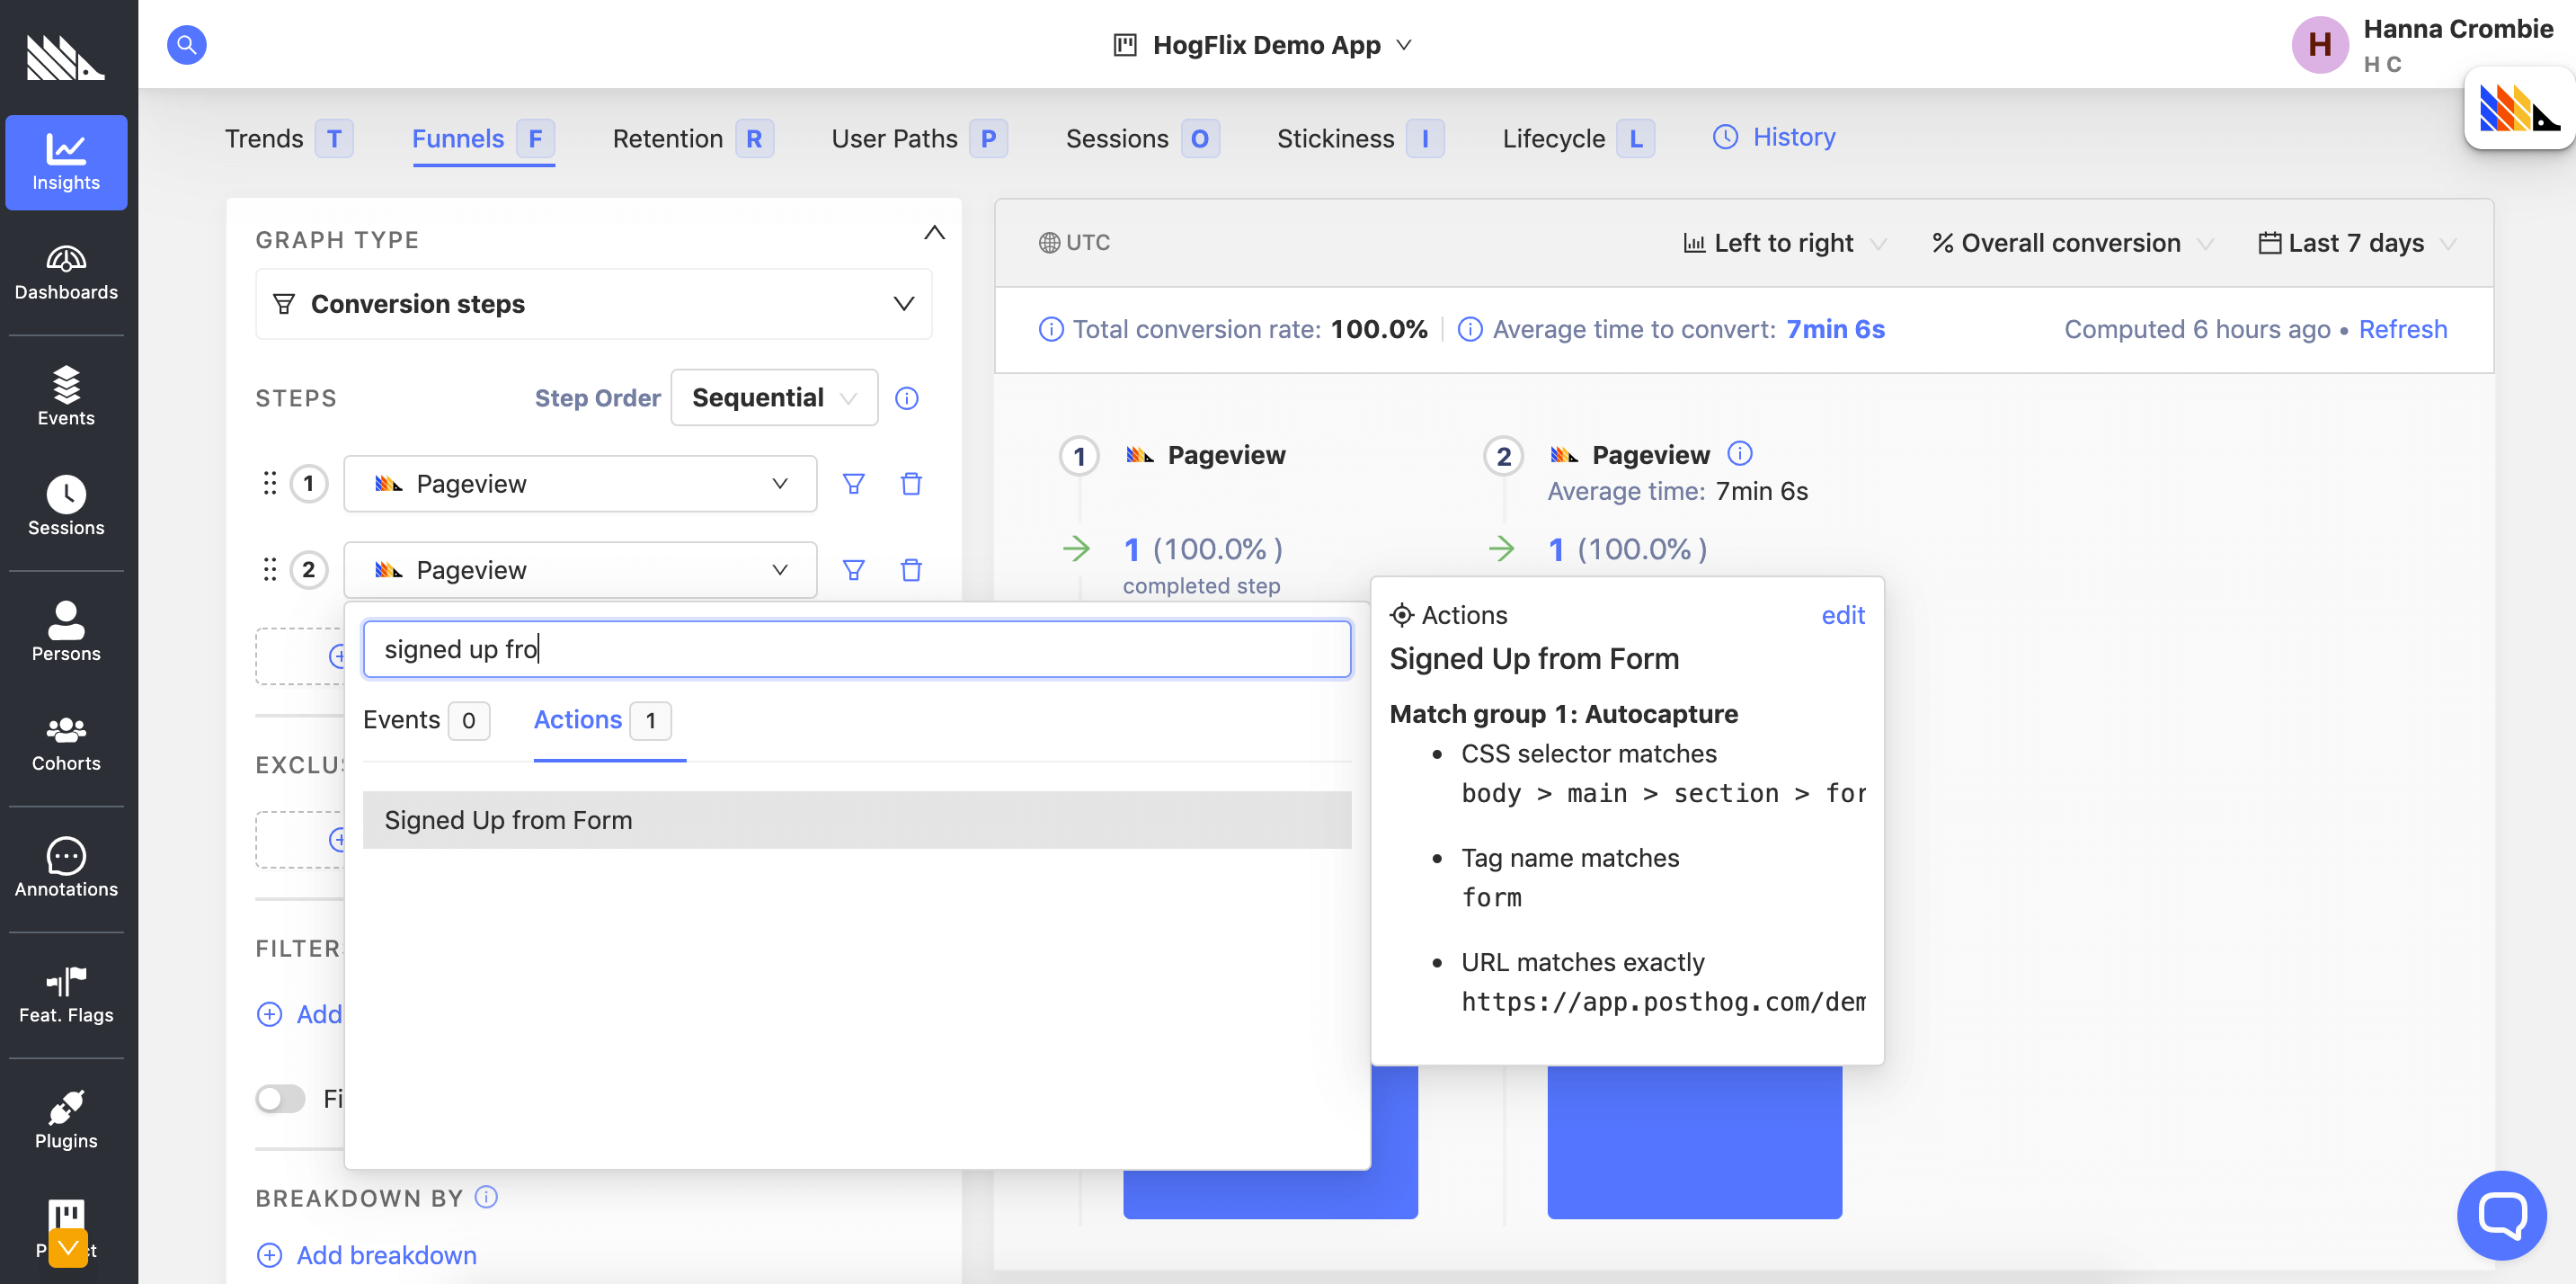 HogFlix Demo App
H
Hanna Crombie
H C
Insights
Dashboards
Events
Sessions
Persons
Cohorts
Annotations
Feat. Flags
Plugins
Trends T
Funnels F
Retention R
User Paths P
Sessions O
Stickiness I
Lifecycle L
History
GRAPH TYPE
Conversion steps
STEPS
Step Order Sequential
1 Pageview
2 Pageview
signed up fro
Events 0
Actions 1
Signed Up from Form
EXCLUS
FILTER
Add
Fi
BREAKDOWN BY
Add breakdown
UTC
Left to right
% Overall conversion
Last 7 days
Total conversion rate: 100.0%
Average time to convert: 7min 6s
Computed 6 hours ago • Refresh
1 Pageview
1 (100.0% )
completed step
2 Pageview
Average time: 7min 6s
1 (100.0% )
Actions edit
Signed Up from Form
Match group 1: Autocapture
• CSS selector matches
body > main > section > for
• Tag name matches
form
• URL matches exactly
https://app.posthog.com/dem